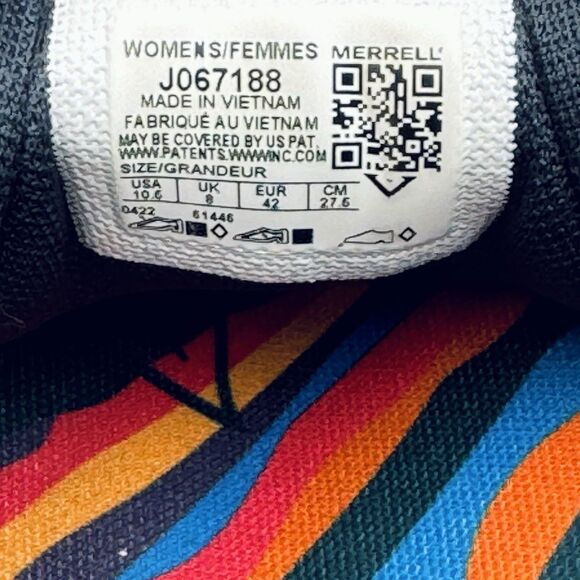 WOMENS/FEMMES MERRELL
J067188
MADE IN VIETNAM
FABRIQUÉ AU VIETNAM
MAY BE COVERED BY US PAT.
WWW.PATENTS.WWWINC.COM
SIZE/GRANDEUR
USA UK EUR CM
10.5 8 42 27.5
0422 61446